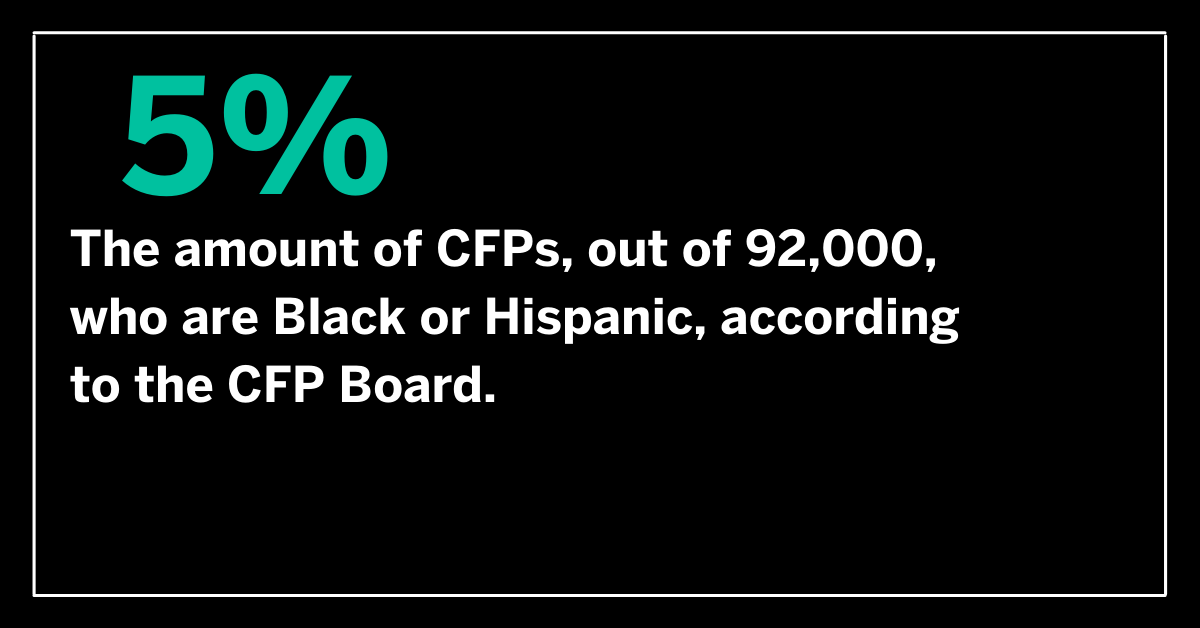 5%
The amount of CFPs, out of 92,000,
who are Black or Hispanic, according
to the CFP Board.